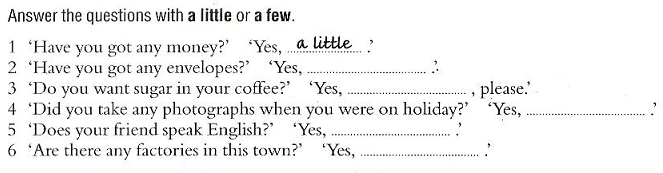 Answer the questions with a little or a few.
1 'Have you got any money?' 'Yes, a little .'
2 'Have you got any envelopes?' 'Yes, .............................. .'
3 'Do you want sugar in your coffee?' 'Yes, .............................. , please.'
4 'Did you take any photographs when you were on holiday?' 'Yes, .............................. .'
5 'Does your friend speak English?' 'Yes, .............................. .'
6 'Are there any factories in this town?' 'Yes, .............................. .'